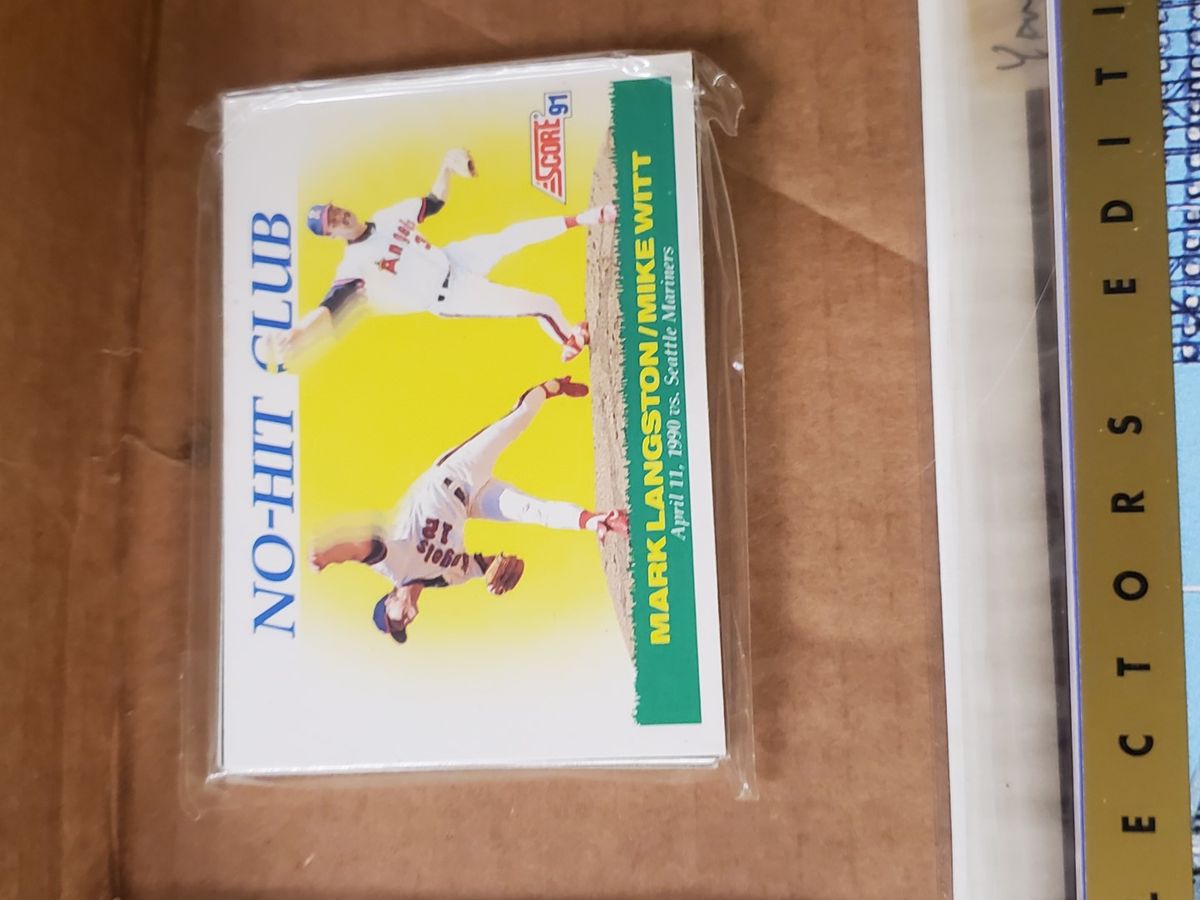 NO-HIT CLUB
SCORE® 91
Angels
3
Angels
MARK LANGSTON/MIKE WITT
April 11, 1990 vs. Seattle Mariners
ECTORS EDITI